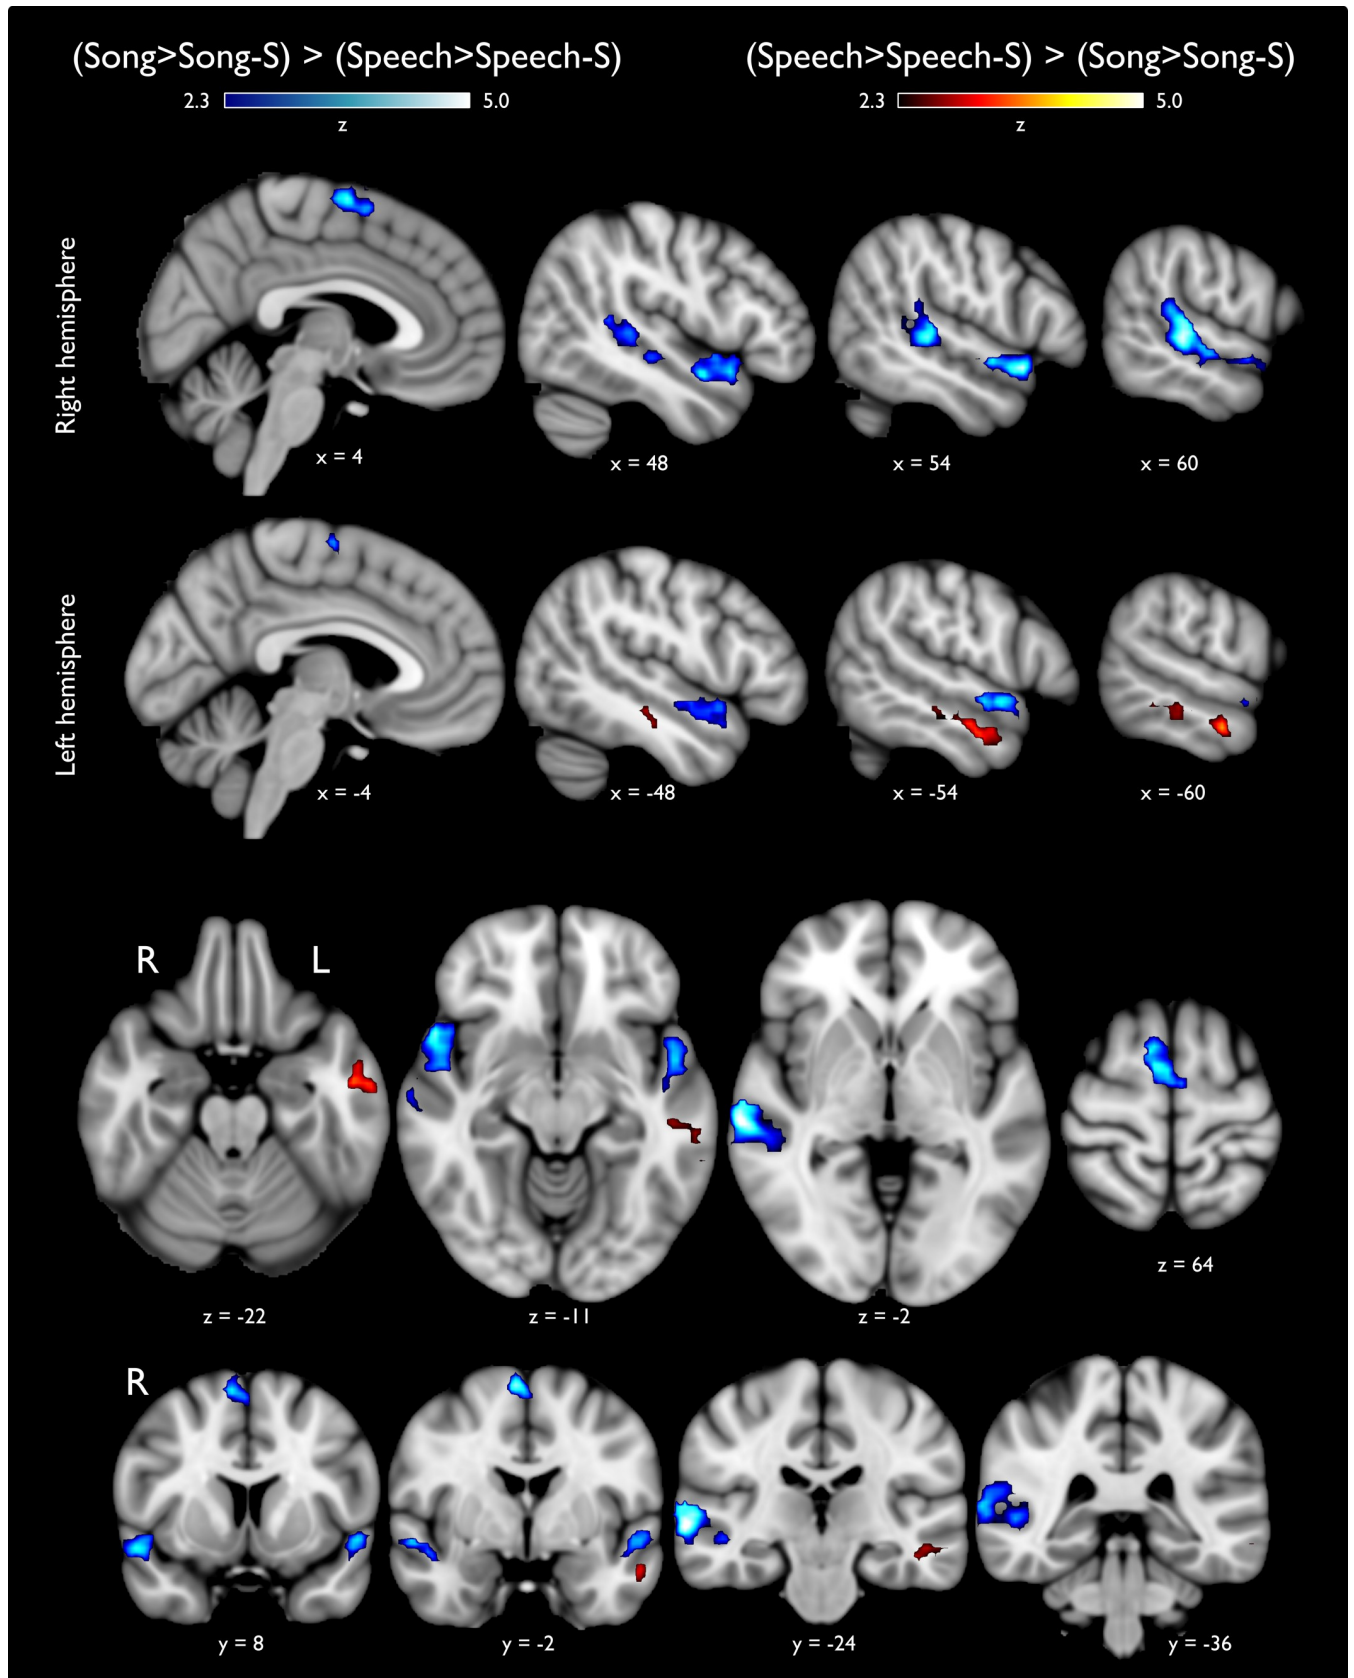 (Song>Song-S) > (Speech>Speech-S)
(Speech>Speech-S) > (Song>Song-S)
2.3 5.0
z
2.3 5.0
z
Right hemisphere
x = 4
x = 48
x = 54
x = 60
Left hemisphere
x = -4
x = -48
x = -54
x = -60
R
L
z = -22
z = -11
z = -2
z = 64
R
y = 8
y = -2
y = -24
y = -36